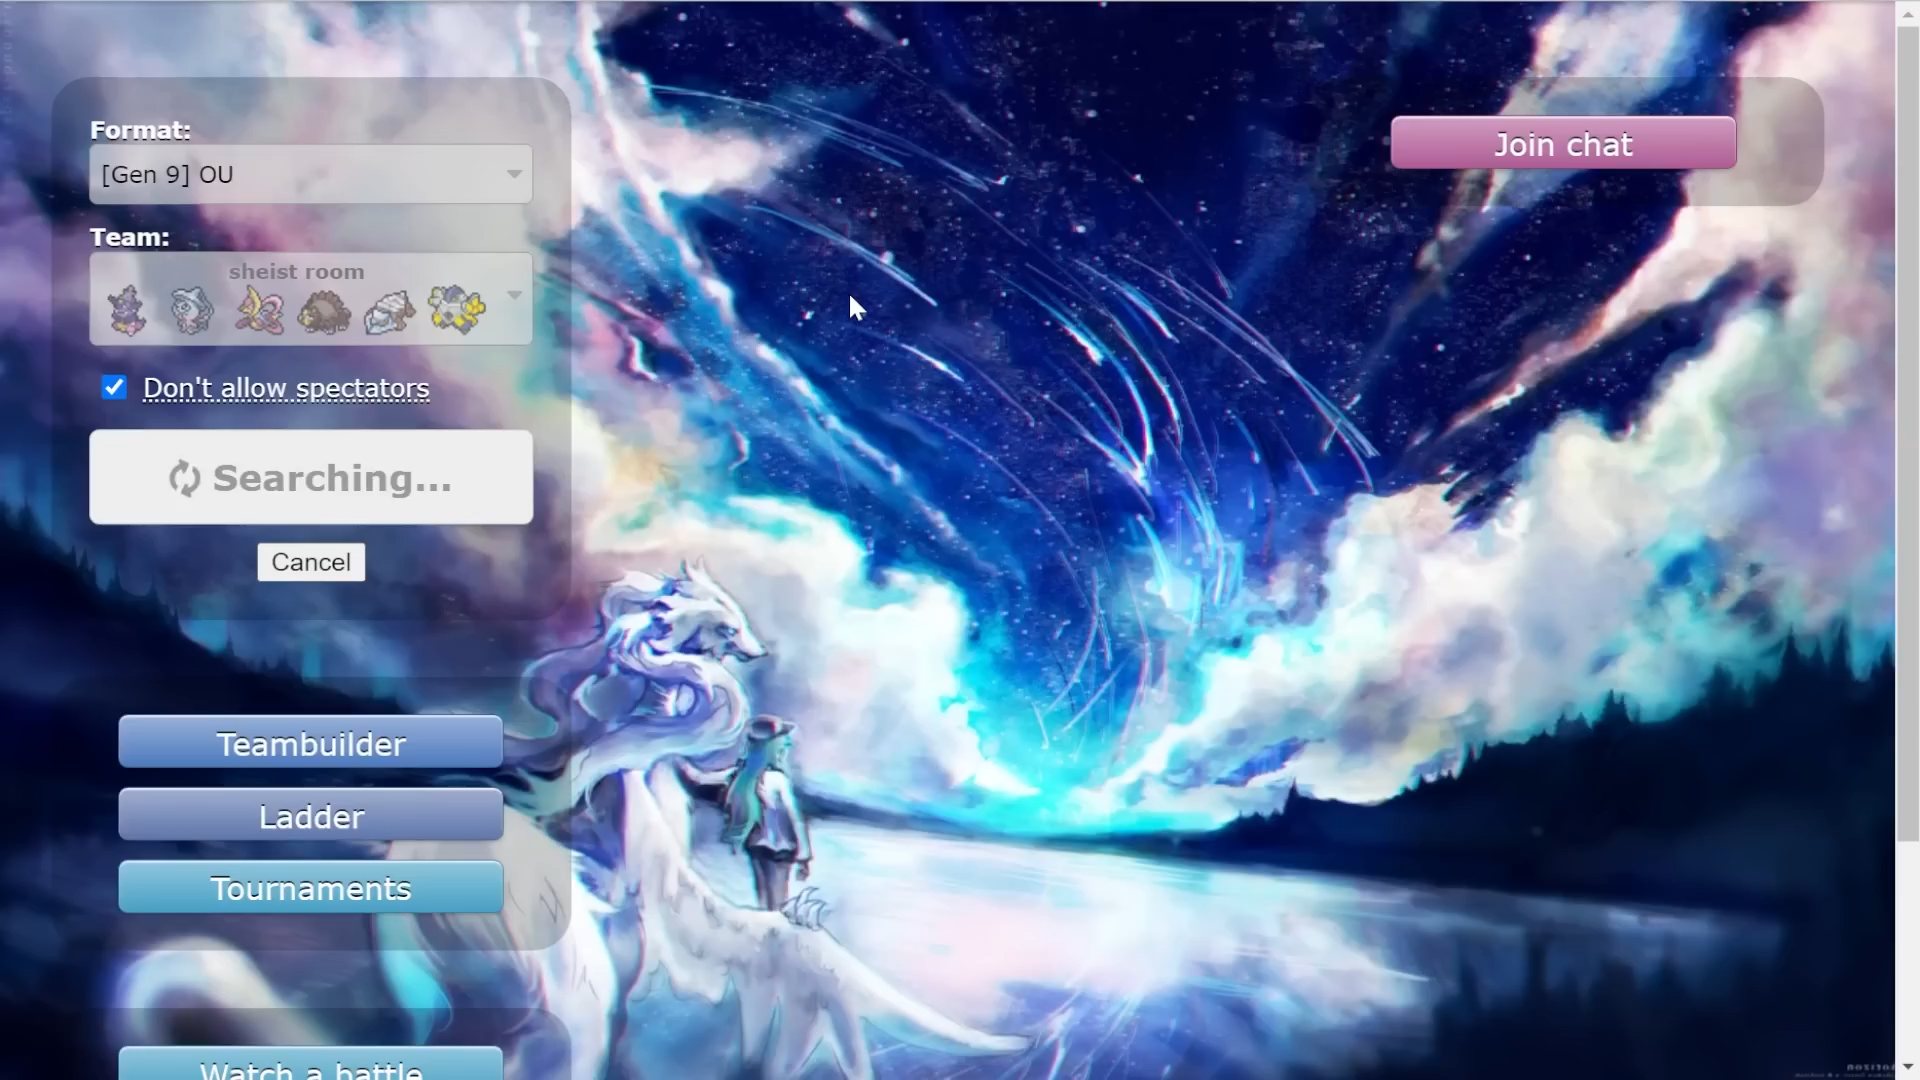 Format:
[Gen 9] OU
Team:
sheist room
Don't allow spectators
Searching...
Cancel
Teambuilder
Ladder
Tournaments
Watch a battle
Join chat